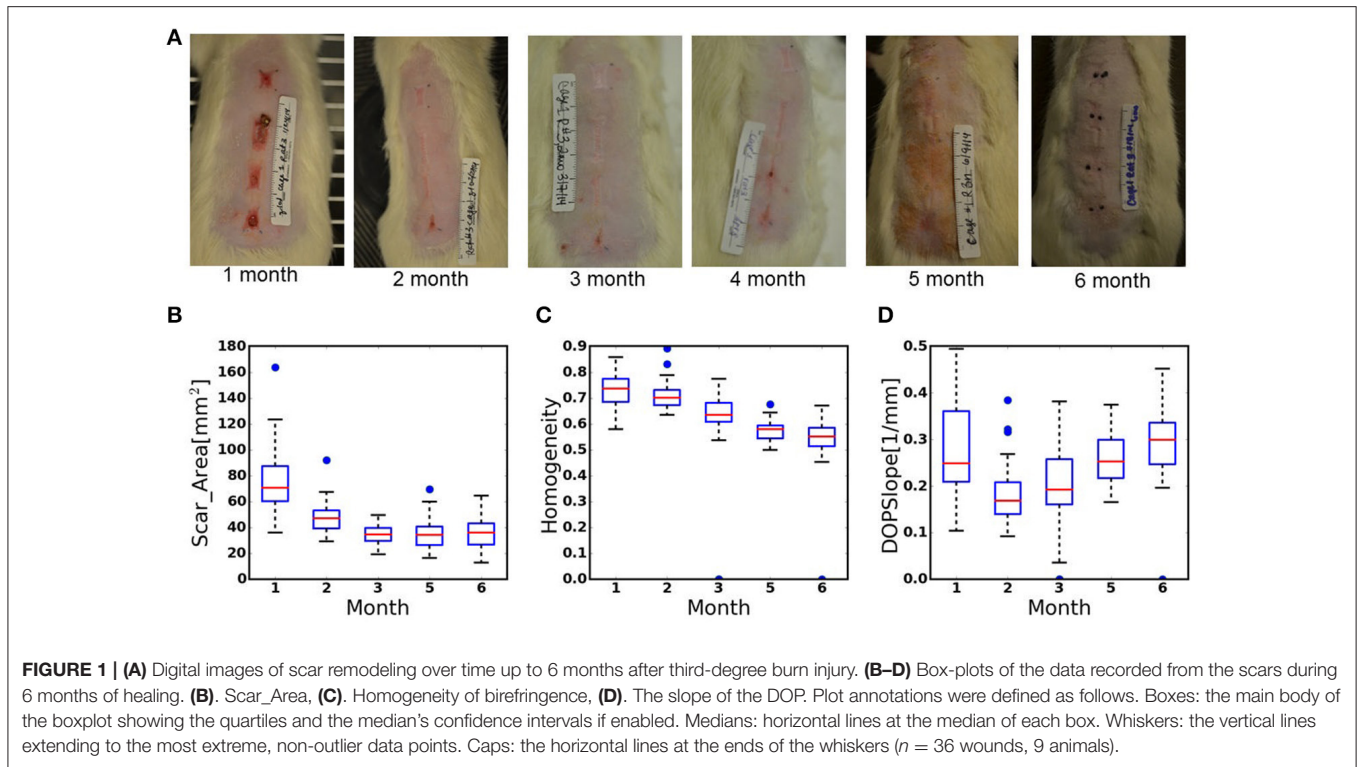 A
1 month
2 month
3 month
4 month
5 month
6 month
B
180
160
140
120
100
80
60
40
20
0
Scar_Area[mm²]
1 2 3 5 6
Month
C
0.9
0.8
0.7
0.6
0.5
0.4
0.3
0.2
0.1
0.0
Homogeneity
1 2 3 5 6
Month
D
0.5
0.4
0.3
0.2
0.1
0.0
DOPSlope[1/mm]
1 2 3 5 6
Month
FIGURE 1 | (A) Digital images of scar remodeling over time up to 6 months after third-degree burn injury. (B–D) Box-plots of the data recorded from the scars during
6 months of healing. (B). Scar_Area, (C). Homogeneity of birefringence, (D). The slope of the DOP. Plot annotations were defined as follows. Boxes: the main body of
the boxplot showing the quartiles and the median's confidence intervals if enabled. Medians: horizontal lines at the median of each box. Whiskers: the vertical lines
extending to the most extreme, non-outlier data points. Caps: the horizontal lines at the ends of the whiskers (n = 36 wounds, 9 animals).